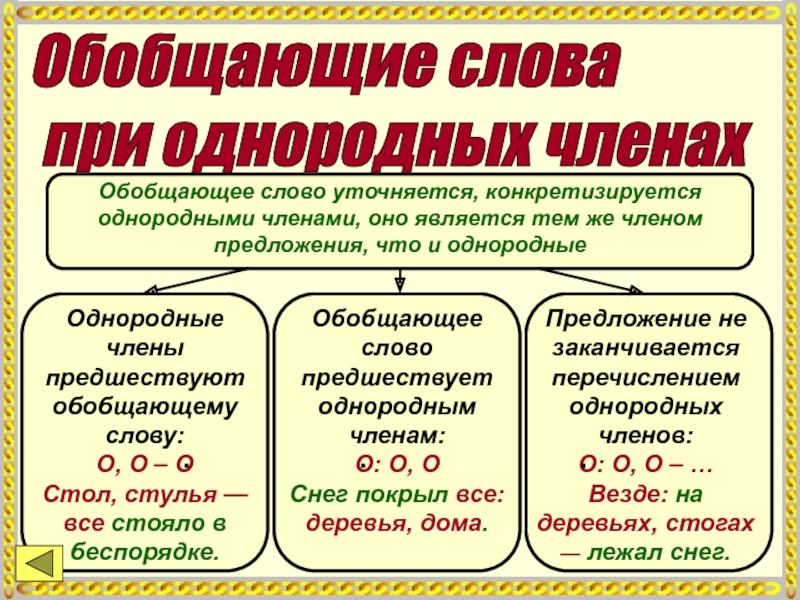 Обобщающие слова
при однородных членах
Обобщающее слово уточняется, конкретизируется
однородными членами, оно является тем же членом
предложения, что и однородные
Однородные
члены
предшествуют
обобщающему
слову:
О, О – О
Стол, стулья —
все стояло в
беспорядке.
Обобщающее
слово
предшествует
однородным
членам:
О: О, О
Снег покрыл все:
деревья, дома.
Предложение не
заканчивается
перечислением
однородных
членов:
О: О, О – …
Везде: на
деревьях, стогах
— лежал снег.